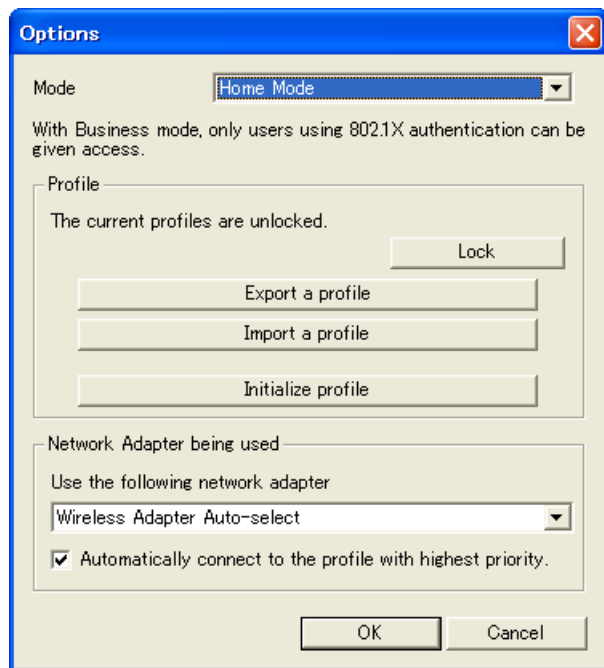 Options
Mode
Home Mode
With Business mode, only users using 802.1X authentication can be
given access.
Profile
The current profiles are unlocked.
Lock
Export a profile
Import a profile
Initialize profile
Network Adapter being used
Use the following network adapter
Wireless Adapter Auto-select
Automatically connect to the profile with highest priority.
OK
Cancel